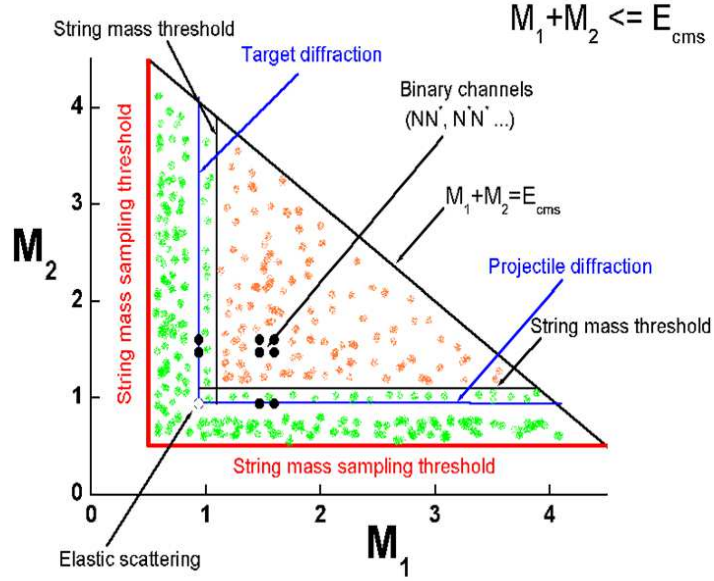 M1+M2 <= Ecms
String mass threshold
Target diffraction
Binary channels
(NN*, N*N* ...)
String mass sampling threshold
M1+M2=Ecms
Projectile diffraction
String mass threshold
String mass sampling threshold
Elastic scattering
M2
4
3
2
1
0
0
1
2
3
4
M1